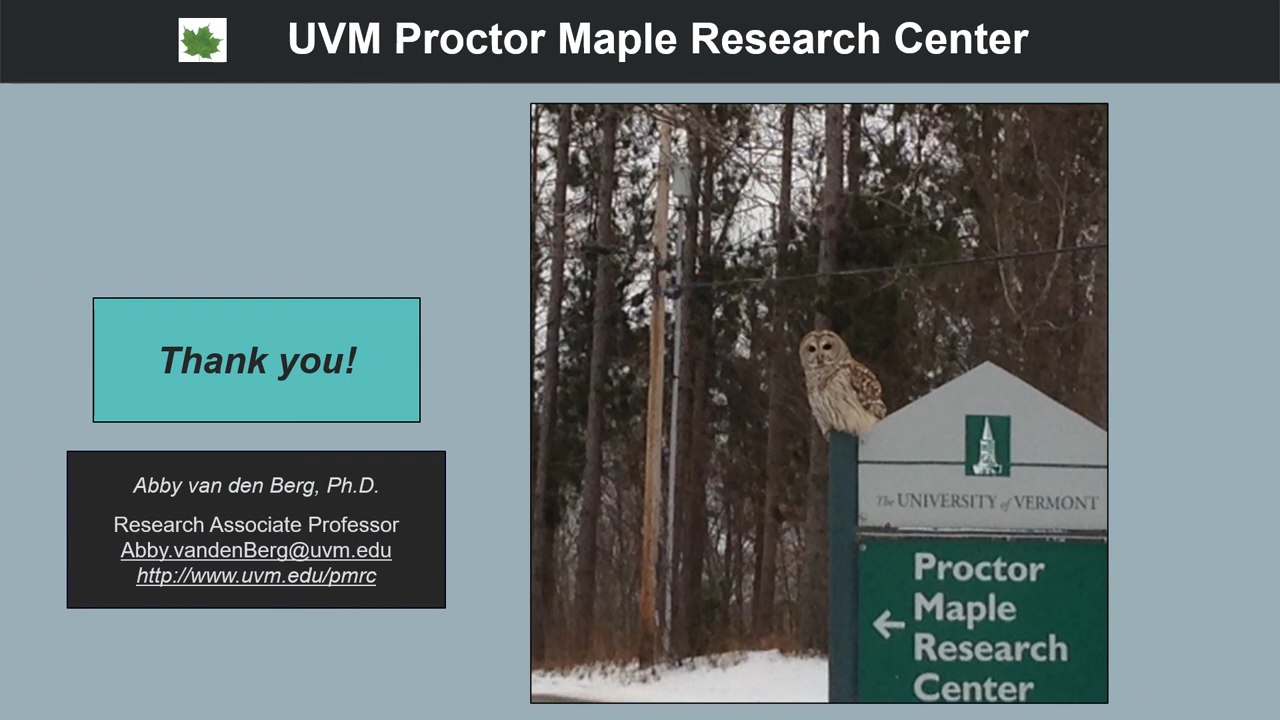 UVM Proctor Maple Research Center
Thank you!
Abby van den Berg, Ph.D.
Research Associate Professor
Abby.vandenBerg@uvm.edu
http://www.uvm.edu/pmrc
The UNIVERSITY of VERMONT
Proctor
Maple
Research
Center